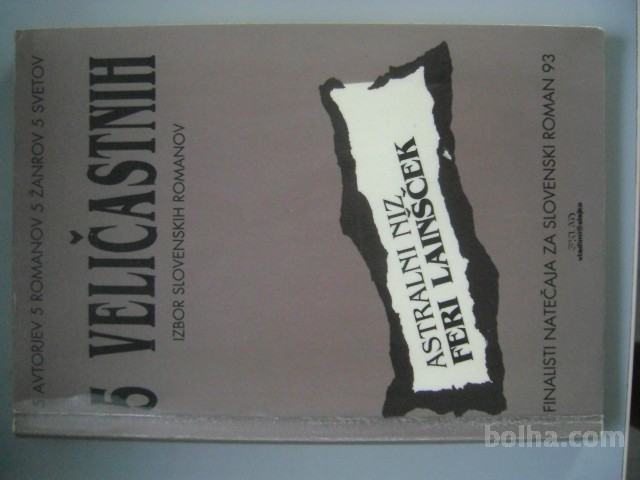 5 AVTORJEV 5 ROMANOV 5 ŽANROV 5 SVETOV
5 VELIČASTNIH
IZBOR SLOVENSKIH ROMANOV
ASTRALNI NIZ
FERI LAINŠČEK
FINALISTI NATEČAJA ZA SLOVENSKI ROMAN 93
bolha.com